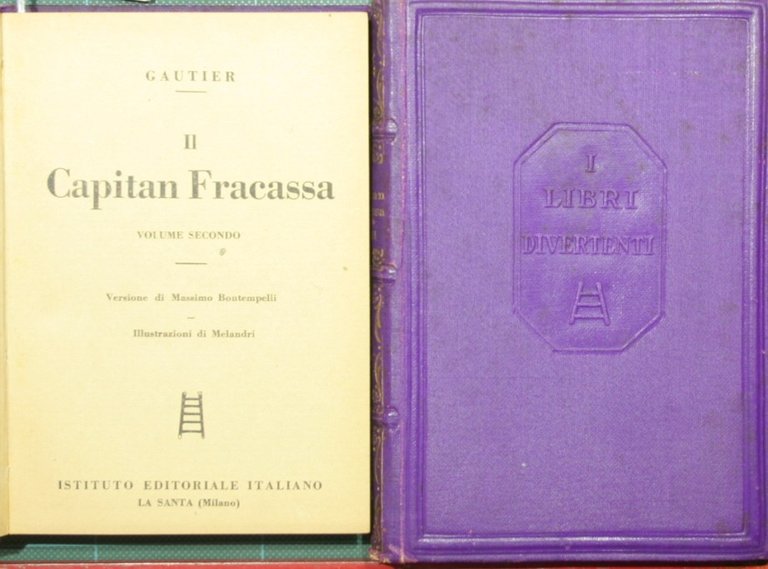 GAUTIER
Il
Capitan Fracassa
VOLUME SECONDO
Versione di Massimo Bontempelli
Illustrazioni di Melandri
ISTITUTO EDITORIALE ITALIANO
LA SANTA (Milano)
I
LIBRI
DIVERTENTI